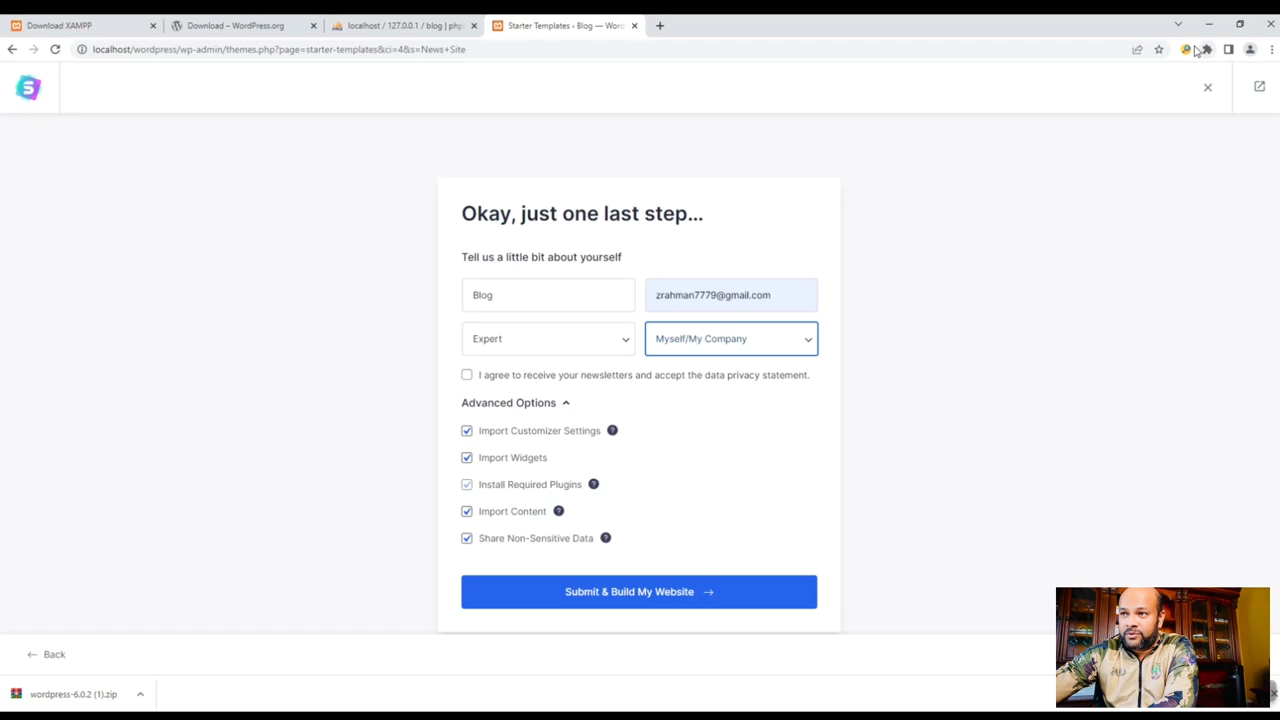 Download XAMPP
Download – WordPress.org
localhost / 127.0.0.1 / blog | php
Starter Templates ‹ Blog — Word
localhost/wordpress/wp-admin/themes.php?page=starter-templates&ci=4&s=News+Site
Okay, just one last step...
Tell us a little bit about yourself
Blog
zrahman7779@gmail.com
Expert
Myself/My Company
I agree to receive your newsletters and accept the data privacy statement.
Advanced Options
Import Customizer Settings ?
Import Widgets
Install Required Plugins ?
Import Content ?
Share Non-Sensitive Data ?
Submit & Build My Website →
← Back
wordpress-6.0.2 (1).zip